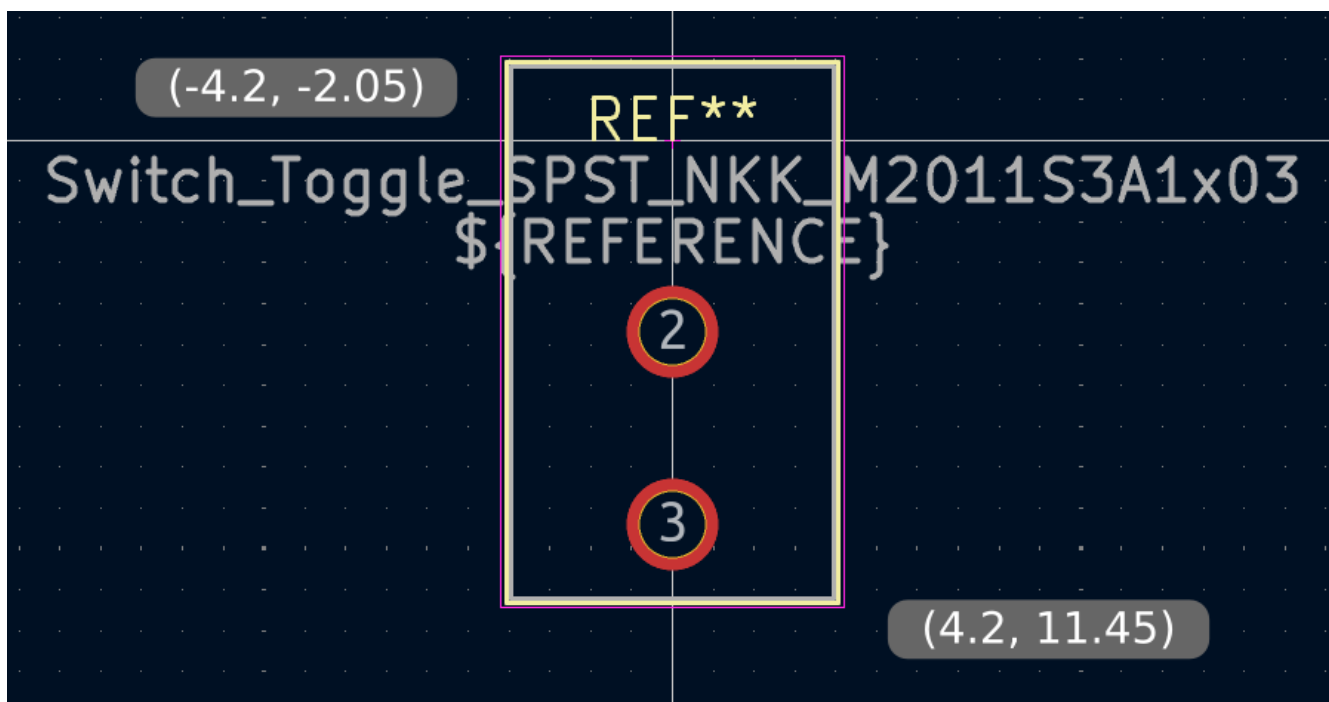 (-4.2, -2.05)
REF**
Switch_Toggle_SPST_NKK_M2011S3A1x03
${REFERENCE}
2
3
(4.2, 11.45)